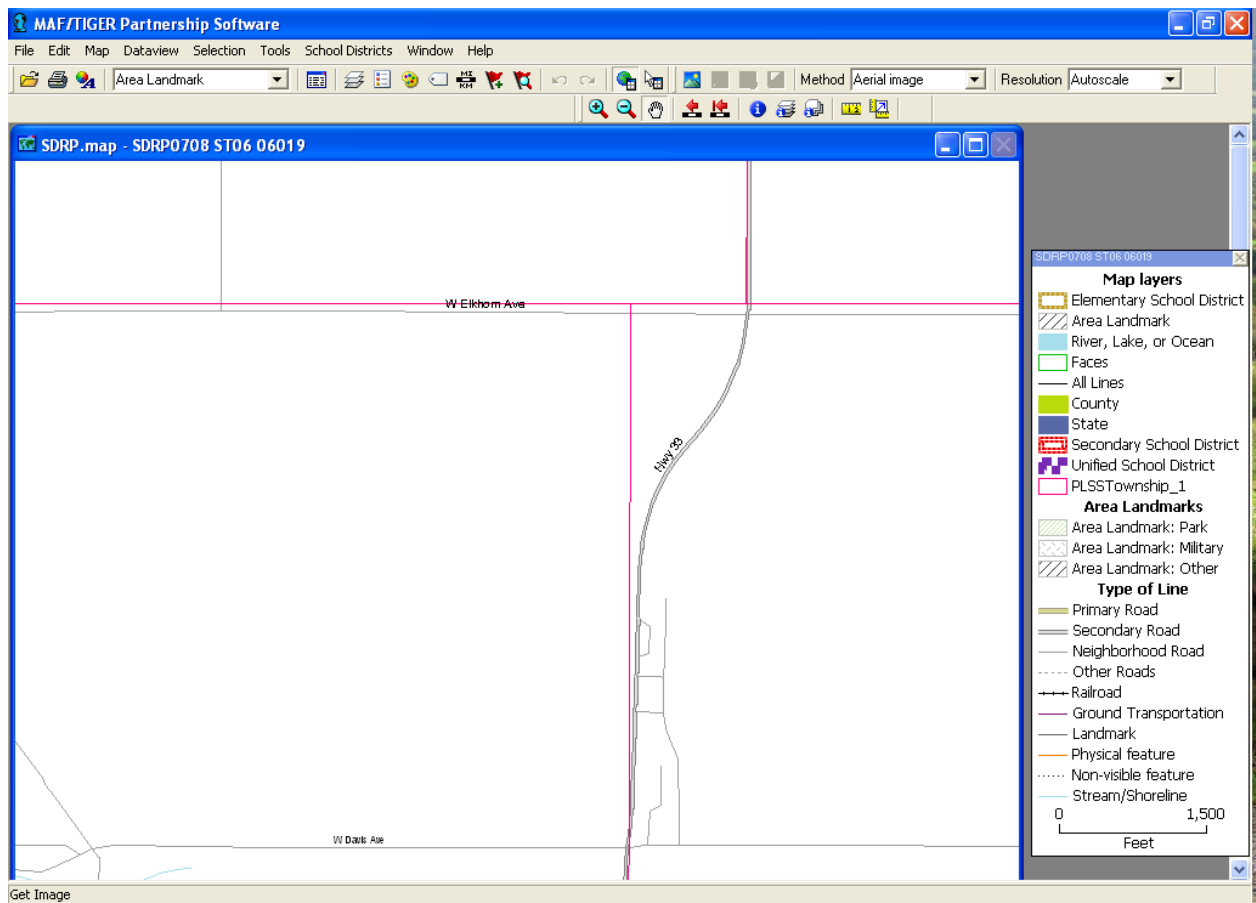 MAF/TIGER Partnership Software
File Edit Map Dataview Selection Tools School Districts Window Help
Area Landmark MI KM Method Aerial image Resolution Autoscale
SDRP.map - SDRP0708 ST06 06019
W Elkhorn Ave
Hwy 33
W Davis Ave
SDRP0708 ST06 06019
Map layers
Elementary School District
Area Landmark
River, Lake, or Ocean
Faces
All Lines
County
State
Secondary School District
Unified School District
PLSSTownship_1
Area Landmarks
Area Landmark: Park
Area Landmark: Military
Area Landmark: Other
Type of Line
Primary Road
Secondary Road
Neighborhood Road
Other Roads
Railroad
Ground Transportation
Landmark
Physical feature
Non-visible feature
Stream/Shoreline
0 1,500
Feet
Get Image